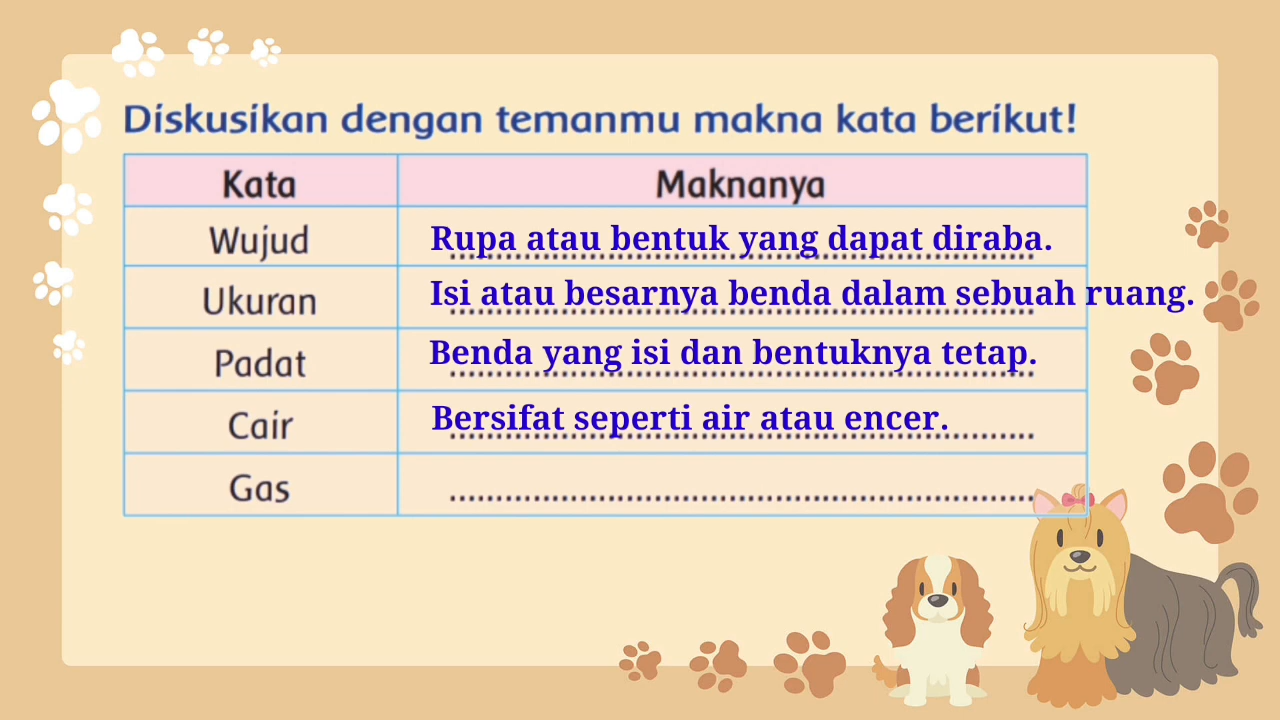 Diskusikan dengan temanmu makna kata berikut!
Kata Maknanya
Wujud Rupa atau bentuk yang dapat diraba.
Ukuran Isi atau besarnya benda dalam sebuah ruang.
Padat Benda yang isi dan bentuknya tetap.
Cair Bersifat seperti air atau encer.
Gas ................................................................